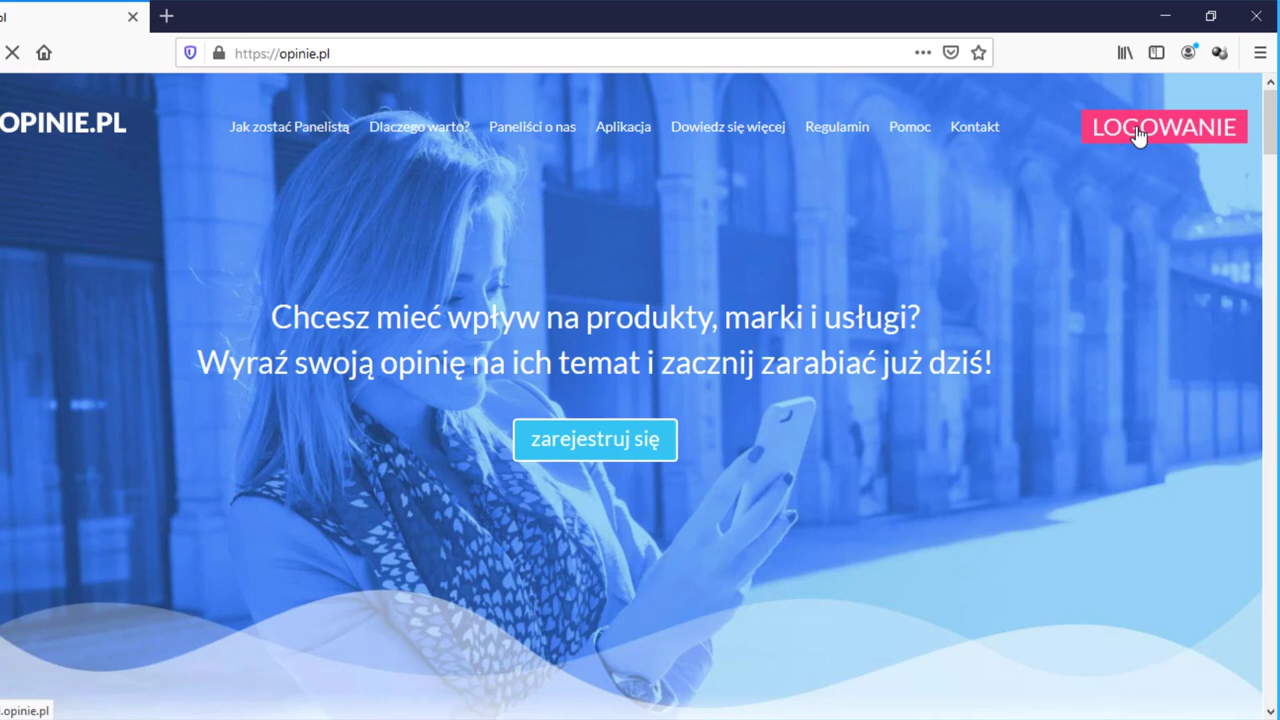 pl
https://opinie.pl
OPINIE.PL
Jak zostać Panelistą
Dlaczego warto?
Paneliści o nas
Aplikacja
Dowiedz się więcej
Regulamin
Pomoc
Kontakt
LOGOWANIE
Chcesz mieć wpływ na produkty, marki i usługi?
Wyraź swoją opinię na ich temat i zacznij zarabiać już dziś!
zarejestruj się
.opinie.pl